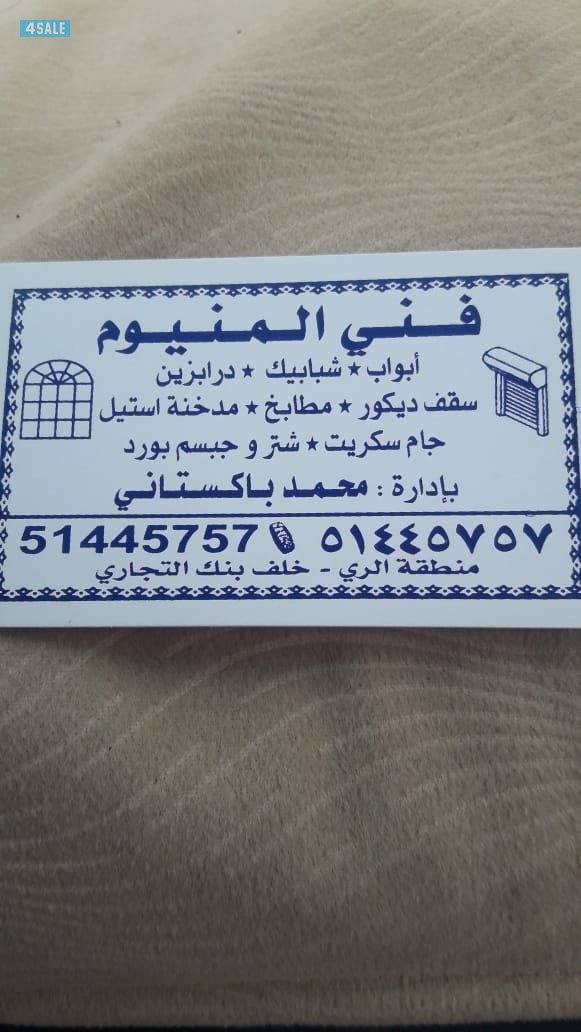 4SALE
فني المنيوم
أبواب ★ شبابيك ★ درابزين
سقف ديكور ★ مطابخ ★ مدخنة استيل
جام سكريت ★ شتر و جبسم بورد
بإدارة : محمد باكستاني
51445757 ٥١٤٤٥٧٥٧
منطقة الري - خلف بنك التجاري